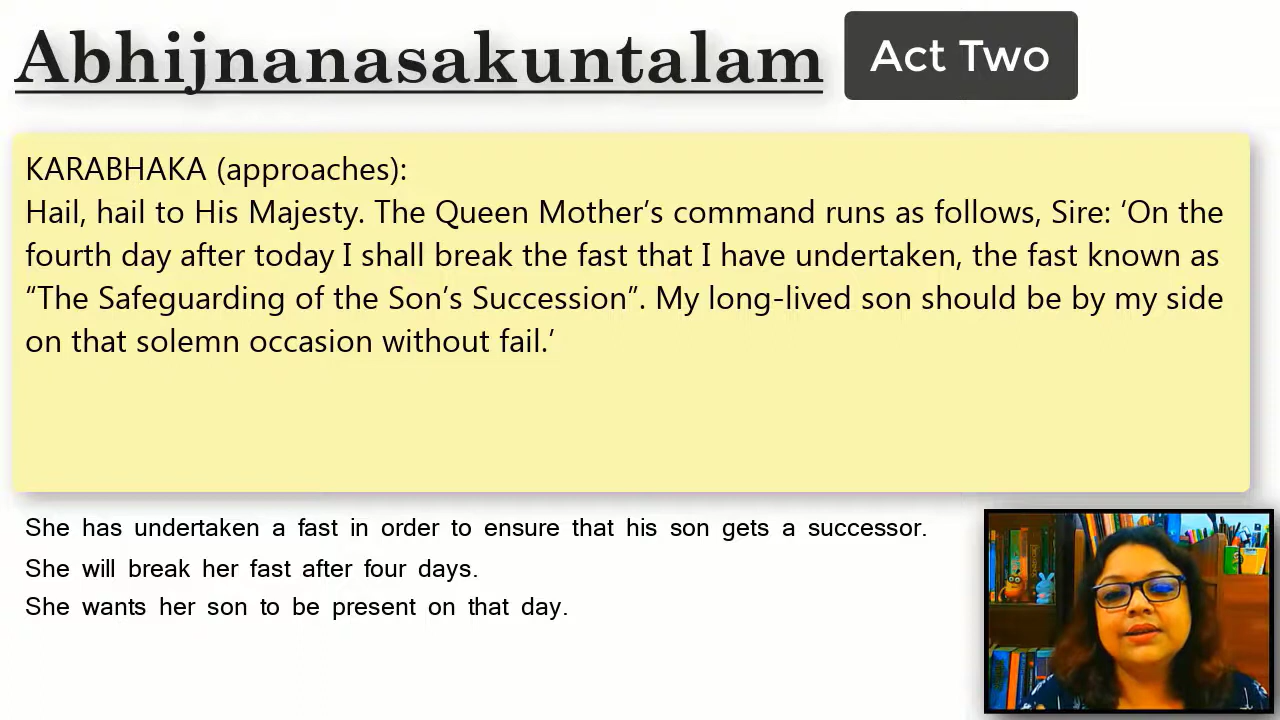 Abhijnanasakuntalam
Act Two
KARABHAKA (approaches):
Hail, hail to His Majesty. The Queen Mother’s command runs as follows, Sire: ‘On the
fourth day after today I shall break the fast that I have undertaken, the fast known as
“The Safeguarding of the Son’s Succession”. My long-lived son should be by my side
on that solemn occasion without fail.’
She has undertaken a fast in order to ensure that his son gets a successor.
She will break her fast after four days.
She wants her son to be present on that day.